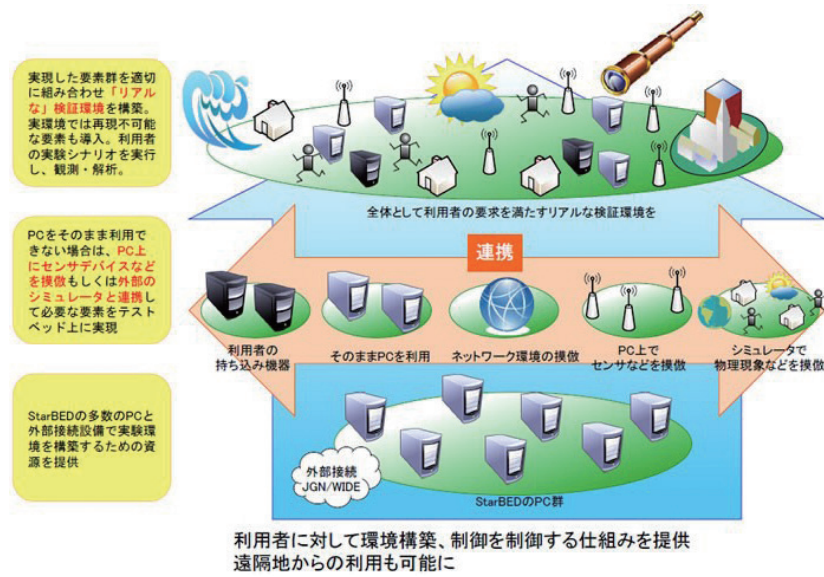 実現した要素群を適切
に組み合わせ「リアル
な」検証環境を構築。
実環境では再現不可能
な要素も導入。利用者
の実験シナリオを実行
し、観測・解析。
全体として利用者の要求を満たすリアルな検証環境を
PCをそのまま利用で
きない場合は、PC上
にセンサデバイスなど
を摸倣もしくは外部の
シミュレータと連携し
て必要な要素をテスト
ベッド上に実現
連携
利用者の
持ち込み機器
そのままPCを利用
ネットワーク環境の摸倣
PC上で
センサなどを摸倣
シミュレータで
物理現象などを摸倣
StarBEDの多数のPCと
外部接続設備で実験環
境を構築するための資
源を提供
外部接続
JGN/WIDE
StarBEDのPC群
利用者に対して環境構築、制御を制御する仕組みを提供
遠隔地からの利用も可能に